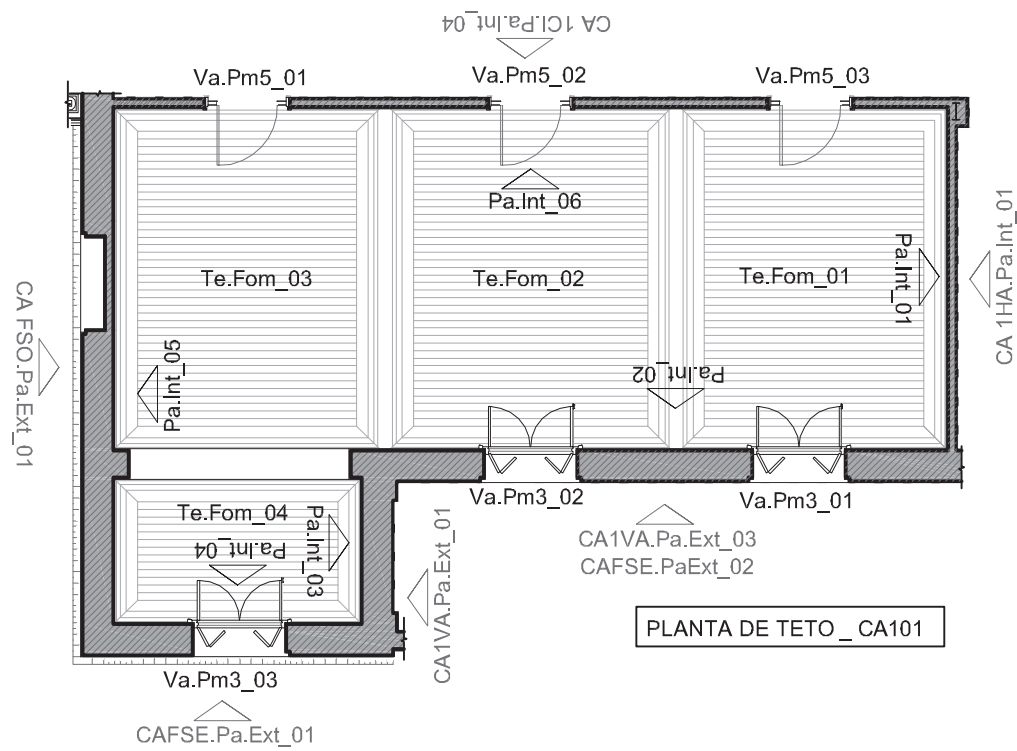 CA 1CI.Pa.Int_04
Va.Pm5_01
Va.Pm5_02
Va.Pm5_03
Pa.Int_06
Pa.Int_01
CA 1HA.Pa.Int_01
Te.Fom_03
Te.Fom_02
Te.Fom_01
CA FSO.Pa.Ext_01
Pa.Int_05
Pa.Int_02
Va.Pm3_02
Va.Pm3_01
Te.Fom_04
Pa.Int_03
Pa.Int_04
CA1VA.Pa.Ext_01
CA1VA.Pa.Ext_03
CAFSE.PaExt_02
PLANTA DE TETO _ CA101
Va.Pm3_03
CAFSE.Pa.Ext_01